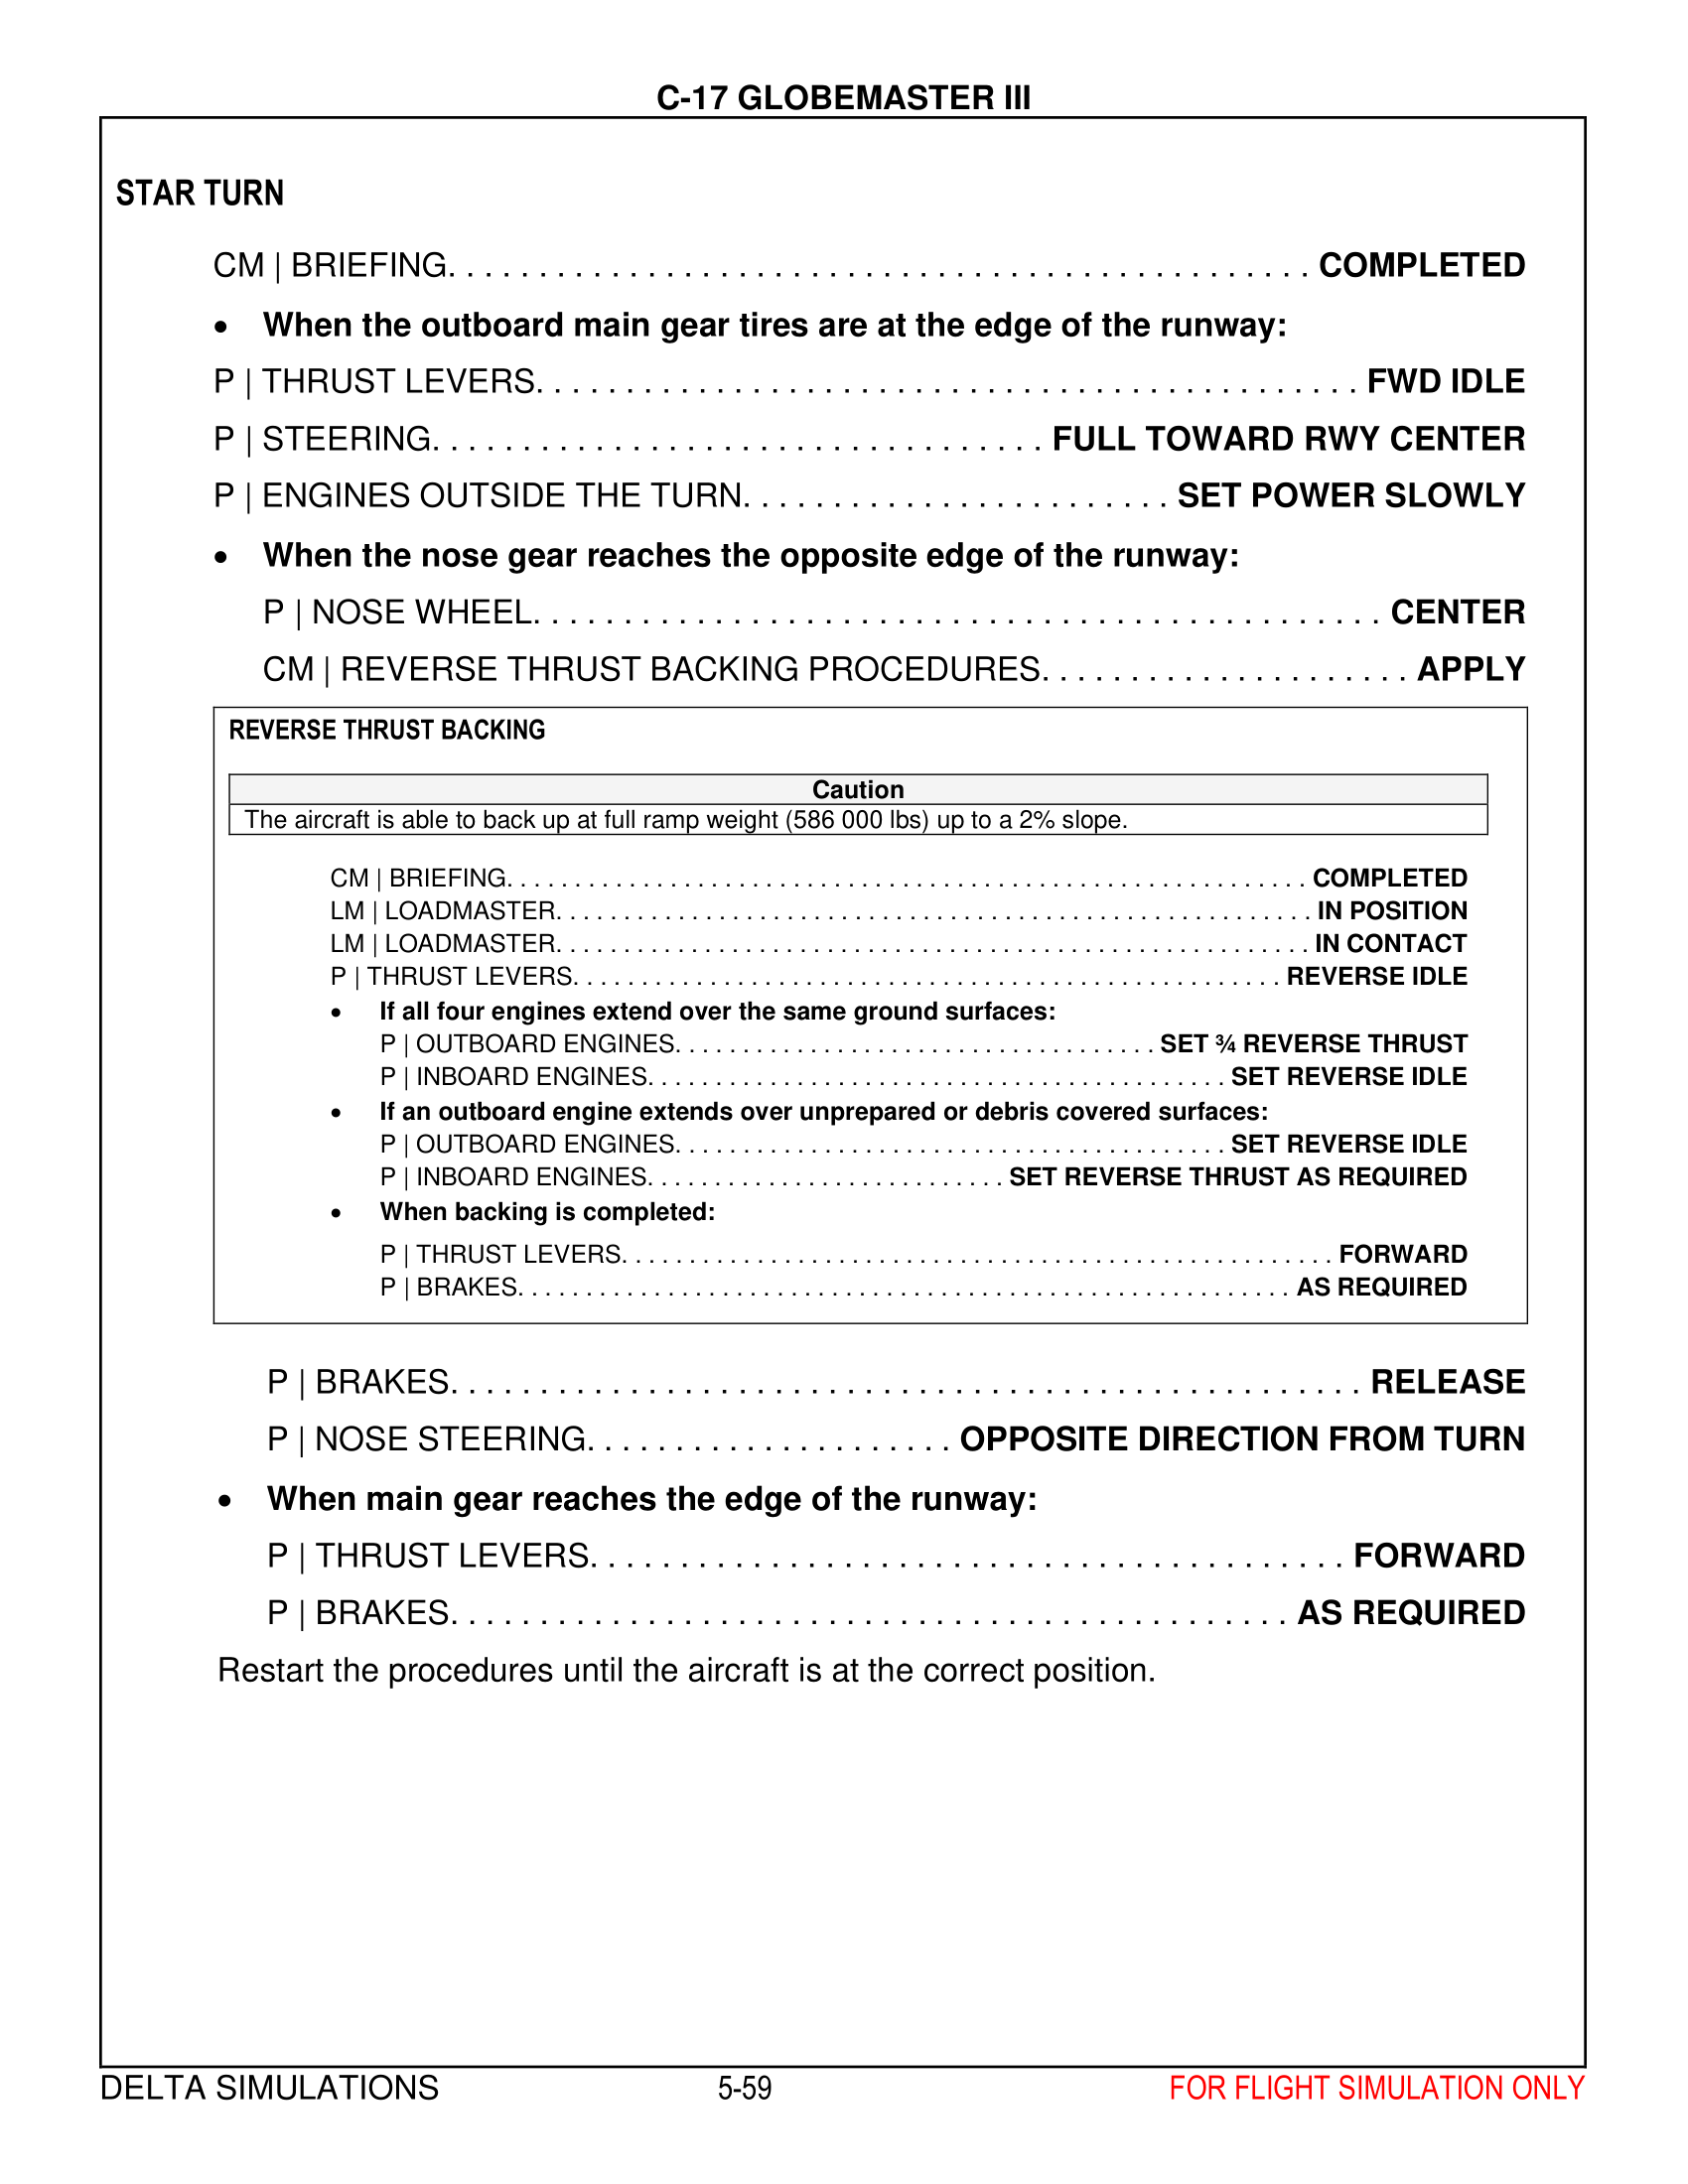 C-17 GLOBEMASTER III
STAR TURN
CM | BRIEFING. . . . . . . . . . . . . . . . . . . . . . . . . . . . . . . . . . . . . . . . . . . . . . . COMPLETED
• When the outboard main gear tires are at the edge of the runway:
P | THRUST LEVERS. . . . . . . . . . . . . . . . . . . . . . . . . . . . . . . . . . . . . . . . . . . . . FWD IDLE
P | STEERING. . . . . . . . . . . . . . . . . . . . . . . . . . . . . . . . . . FULL TOWARD RWY CENTER
P | ENGINES OUTSIDE THE TURN. . . . . . . . . . . . . . . . . . . . . . . . SET POWER SLOWLY
• When the nose gear reaches the opposite edge of the runway:
P | NOSE WHEEL. . . . . . . . . . . . . . . . . . . . . . . . . . . . . . . . . . . . . . . . . . . . . . . CENTER
CM | REVERSE THRUST BACKING PROCEDURES. . . . . . . . . . . . . . . . . . . . . APPLY
REVERSE THRUST BACKING
Caution
The aircraft is able to back up at full ramp weight (586 000 lbs) up to a 2% slope.
CM | BRIEFING. . . . . . . . . . . . . . . . . . . . . . . . . . . . . . . . . . . . . . . . . . . . . . . . . . . . . . . . . . . COMPLETED
LM | LOADMASTER. . . . . . . . . . . . . . . . . . . . . . . . . . . . . . . . . . . . . . . . . . . . . . . . . . . . . . . . IN POSITION
LM | LOADMASTER. . . . . . . . . . . . . . . . . . . . . . . . . . . . . . . . . . . . . . . . . . . . . . . . . . . . . . . . IN CONTACT
P | THRUST LEVERS. . . . . . . . . . . . . . . . . . . . . . . . . . . . . . . . . . . . . . . . . . . . . . . . . . . . REVERSE IDLE
• If all four engines extend over the same ground surfaces:
P | OUTBOARD ENGINES. . . . . . . . . . . . . . . . . . . . . . . . . . . . . . . . . . . SET ¾ REVERSE THRUST
P | INBOARD ENGINES. . . . . . . . . . . . . . . . . . . . . . . . . . . . . . . . . . . . . . . . . . . SET REVERSE IDLE
• If an outboard engine extends over unprepared or debris covered surfaces:
P | OUTBOARD ENGINES. . . . . . . . . . . . . . . . . . . . . . . . . . . . . . . . . . . . . . . . . SET REVERSE IDLE
P | INBOARD ENGINES. . . . . . . . . . . . . . . . . . . . . . . . . . SET REVERSE THRUST AS REQUIRED
• When backing is completed:
P | THRUST LEVERS. . . . . . . . . . . . . . . . . . . . . . . . . . . . . . . . . . . . . . . . . . . . . . . . . . . . . FORWARD
P | BRAKES. . . . . . . . . . . . . . . . . . . . . . . . . . . . . . . . . . . . . . . . . . . . . . . . . . . . . . . . . AS REQUIRED
P | BRAKES. . . . . . . . . . . . . . . . . . . . . . . . . . . . . . . . . . . . . . . . . . . . . . . . . . . RELEASE
P | NOSE STEERING. . . . . . . . . . . . . . . . . . . . . OPPOSITE DIRECTION FROM TURN
• When main gear reaches the edge of the runway:
P | THRUST LEVERS. . . . . . . . . . . . . . . . . . . . . . . . . . . . . . . . . . . . . . . . . . FORWARD
P | BRAKES. . . . . . . . . . . . . . . . . . . . . . . . . . . . . . . . . . . . . . . . . . . . . . . AS REQUIRED
Restart the procedures until the aircraft is at the correct position.
DELTA SIMULATIONS 5-59 FOR FLIGHT SIMULATION ONLY